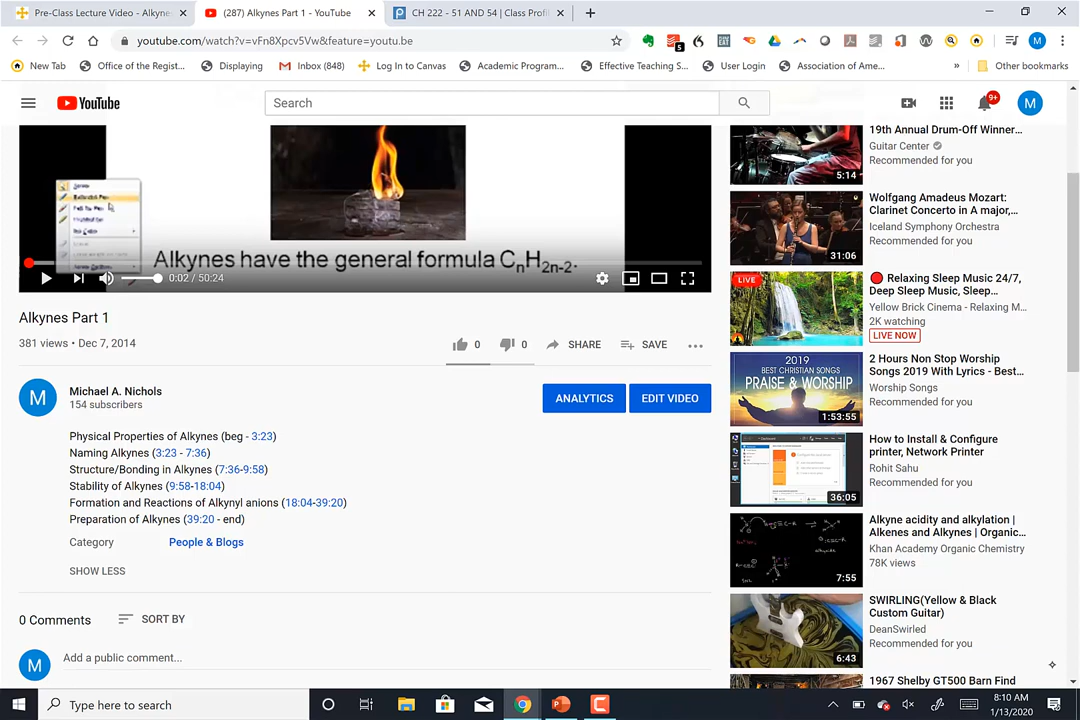 Pre-Class Lecture Video - Alkyne
(287) Alkynes Part 1 - YouTube
CH 222 - 51 AND 54 | Class Profi
youtube.com/watch?v=vFn8Xpcv5Vw&feature=youtu.be
5
M
New Tab
Office of the Regist...
Displaying
Inbox (848)
Log In to Canvas
Academic Program...
Effective Teaching S...
User Login
Association of Ame...
»
Other bookmarks
YouTube
Search
9+
M
Alkynes have the general formula CnH2n-2.
0:02 / 50:24
Alkynes Part 1
381 views • Dec 7, 2014
0
0
SHARE
SAVE
M
Michael A. Nichols
154 subscribers
ANALYTICS
EDIT VIDEO
Physical Properties of Alkynes (beg - 3:23)
Naming Alkynes (3:23 - 7:36)
Structure/Bonding in Alkynes (7:36-9:58)
Stability of Alkynes (9:58-18:04)
Formation and Reactions of Alkynyl anions (18:04-39:20)
Preparation of Alkynes (39:20 - end)
Category
People & Blogs
SHOW LESS
0 Comments
SORT BY
M
Add a public comment...
5:14
19th Annual Drum-Off Winner...
Guitar Center
Recommended for you
31:06
Wolfgang Amadeus Mozart:
Clarinet Concerto in A major,...
Iceland Symphony Orchestra
Recommended for you
LIVE
Relaxing Sleep Music 24/7,
Deep Sleep Music, Sleep...
Yellow Brick Cinema - Relaxing M...
2K watching
LIVE NOW
2019
BEST CHRISTIAN SONGS
PRAISE & WORSHIP
1:53:55
2 Hours Non Stop Worship
Songs 2019 With Lyrics - Best...
Worship Songs
Recommended for you
36:05
How to Install & Configure
printer, Network Printer
Rohit Sahu
Recommended for you
7:55
Alkyne acidity and alkylation |
Alkenes and Alkynes | Organic...
Khan Academy Organic Chemistry
78K views
6:43
SWIRLING(Yellow & Black
Custom Guitar)
DeanSwirled
Recommended for you
1967 Shelby GT500 Barn Find
Type here to search
8:10 AM
1/13/2020